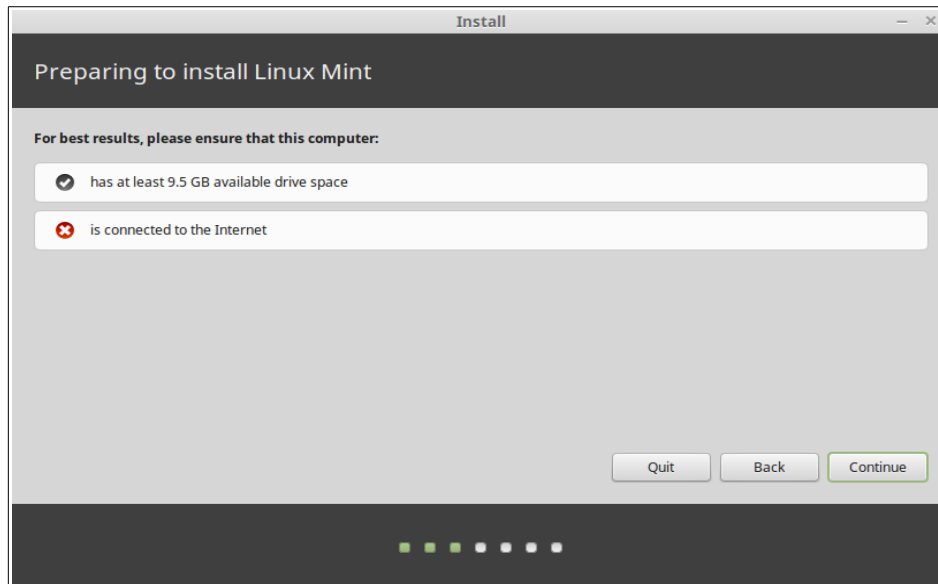 Install
Preparing to install Linux Mint
For best results, please ensure that this computer:
has at least 9.5 GB available drive space
is connected to the Internet
Quit
Back
Continue